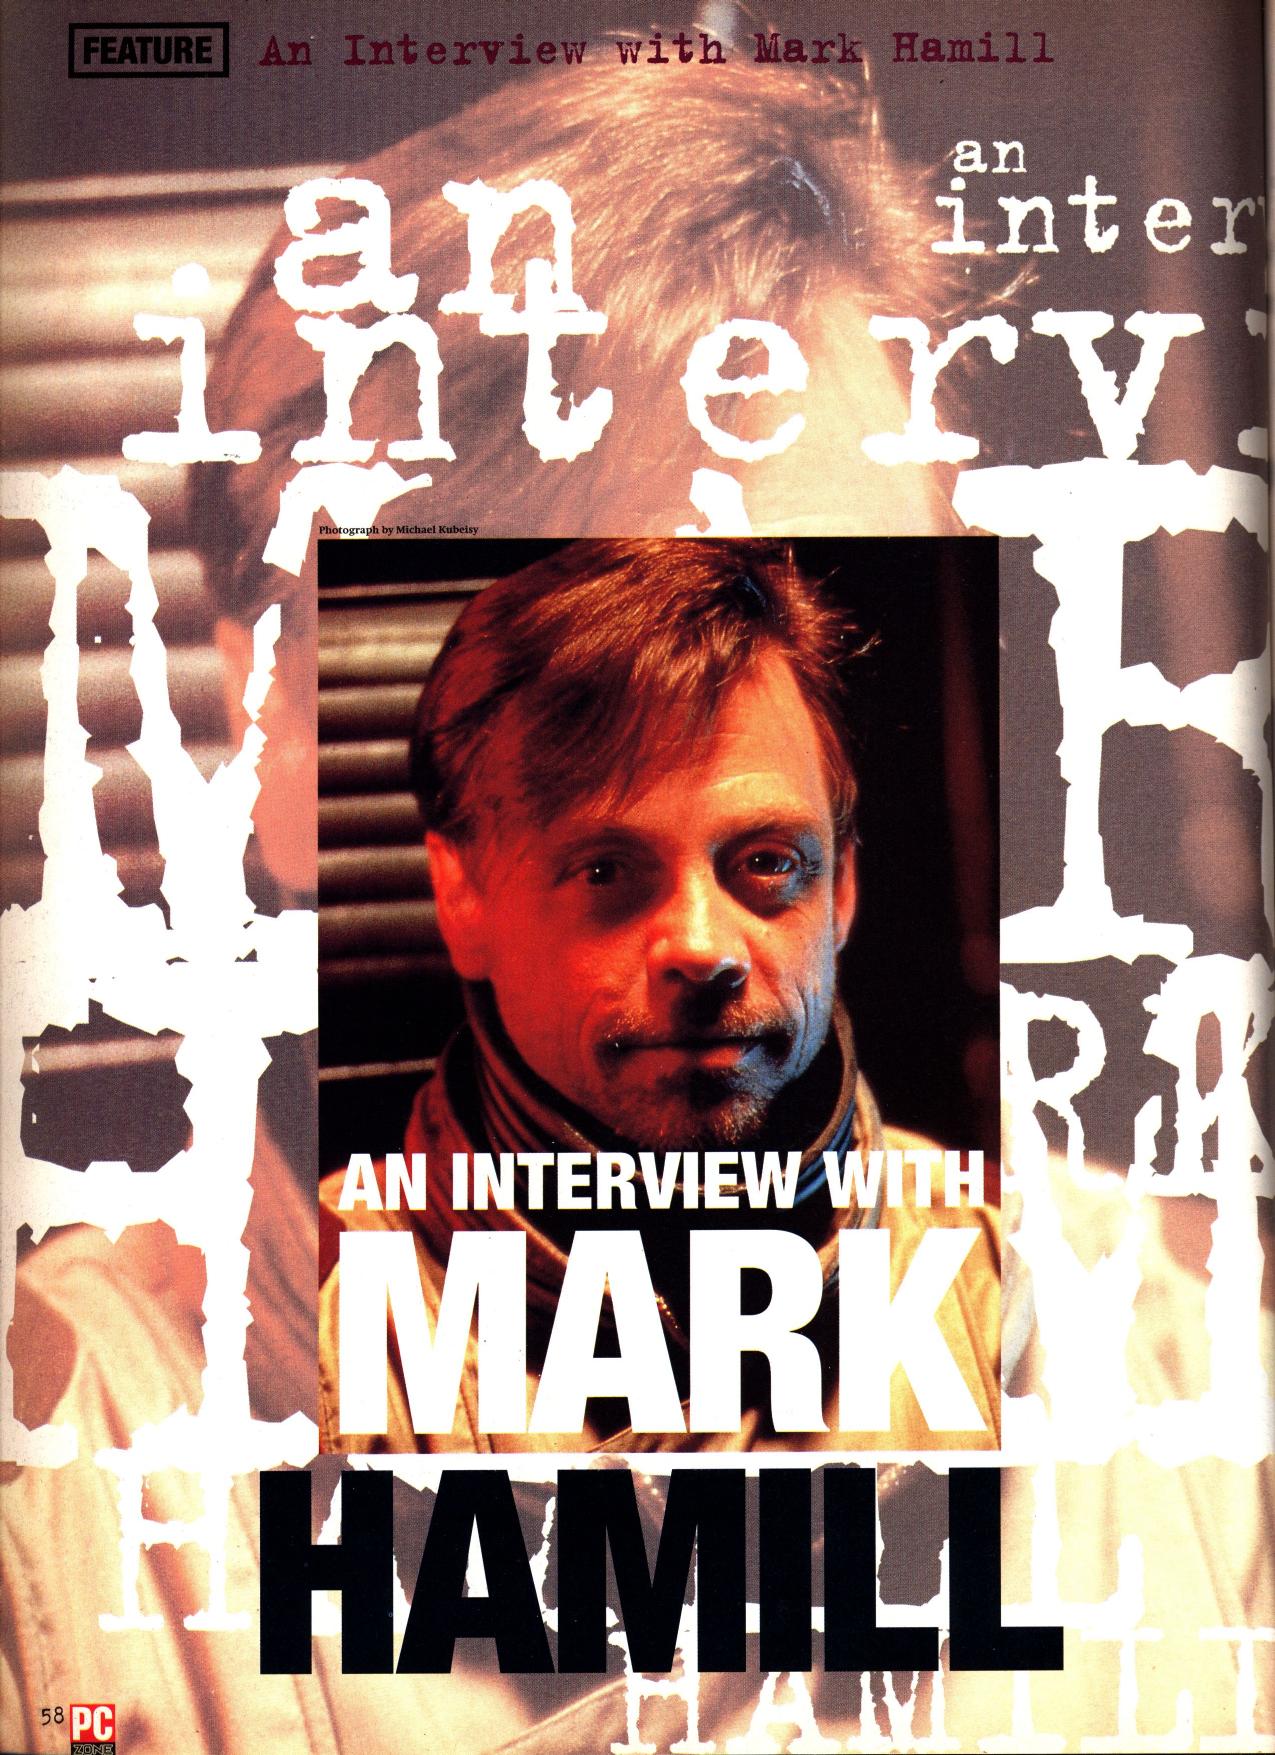 FEATURE An Interview with Mark Hamill
an
inter
an
interv
Photograph by Michael Kubeisy
AN INTERVIEW WITH
MARK
HAMILL
HAMILL
58 PC
ZONE